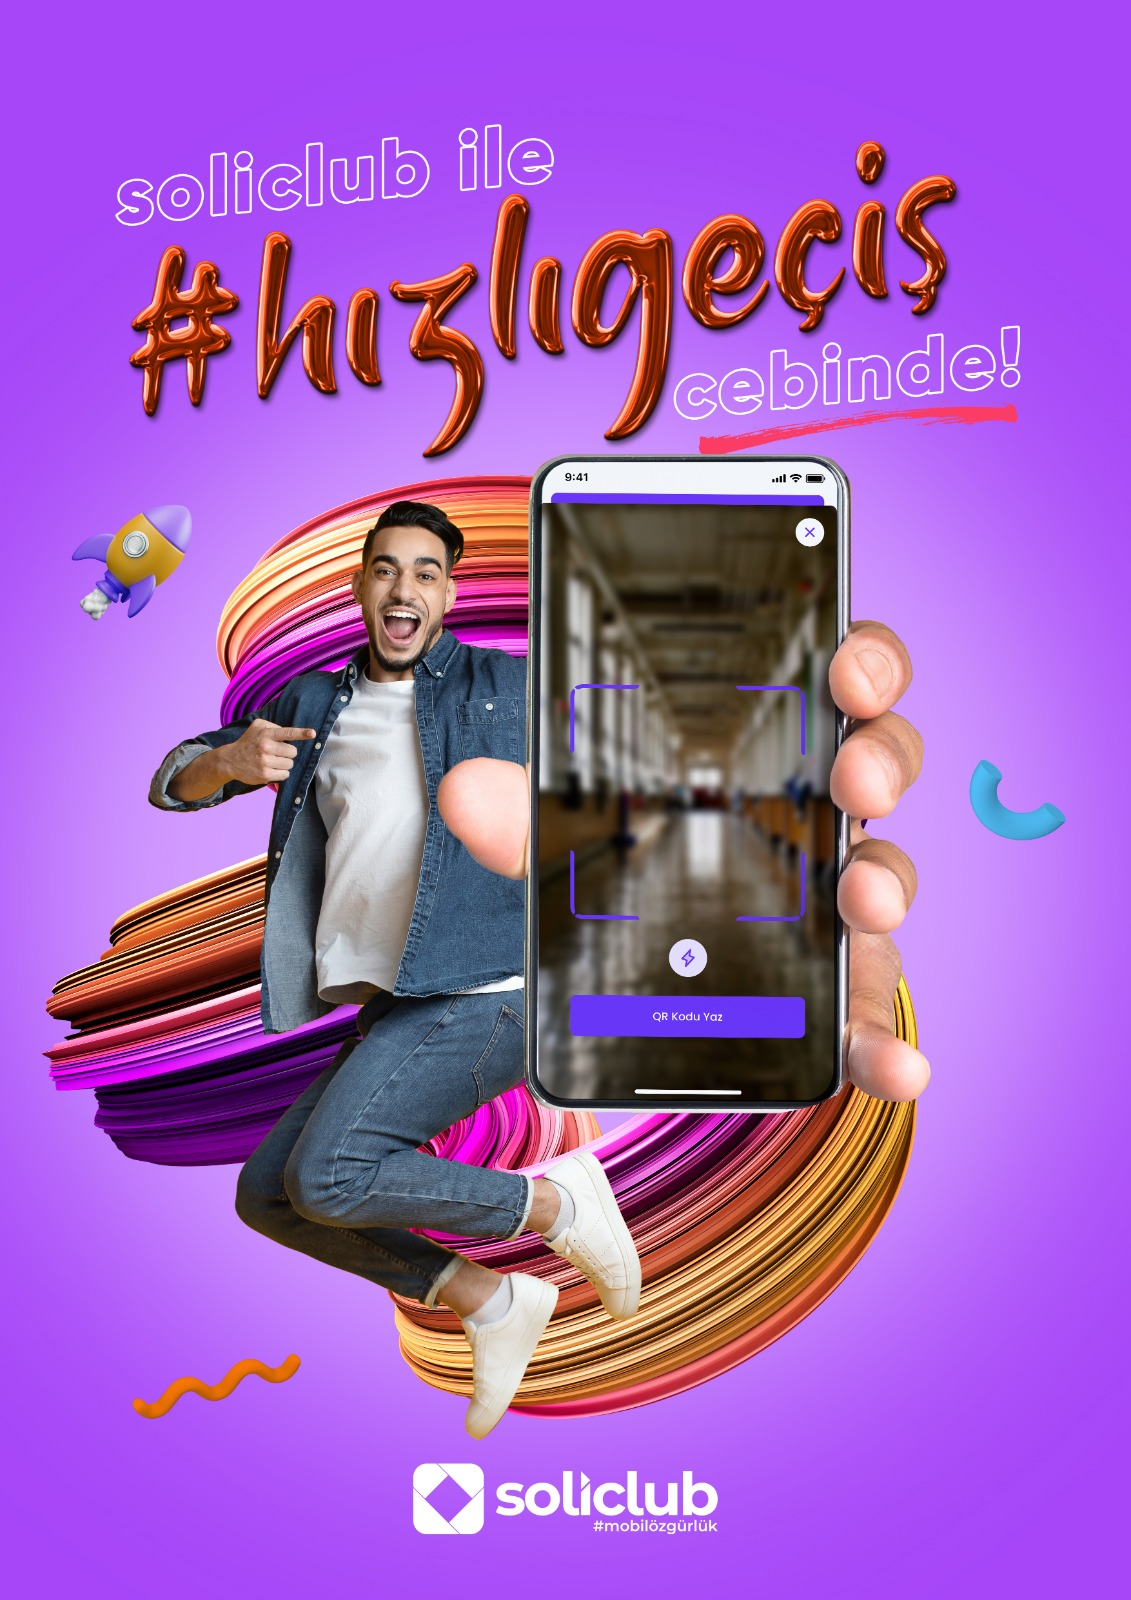 soliclub ile
#hızlıgeçiş
cebinde!
9:41
QR Kodu Yaz
soliclub
#mobilözgürlük